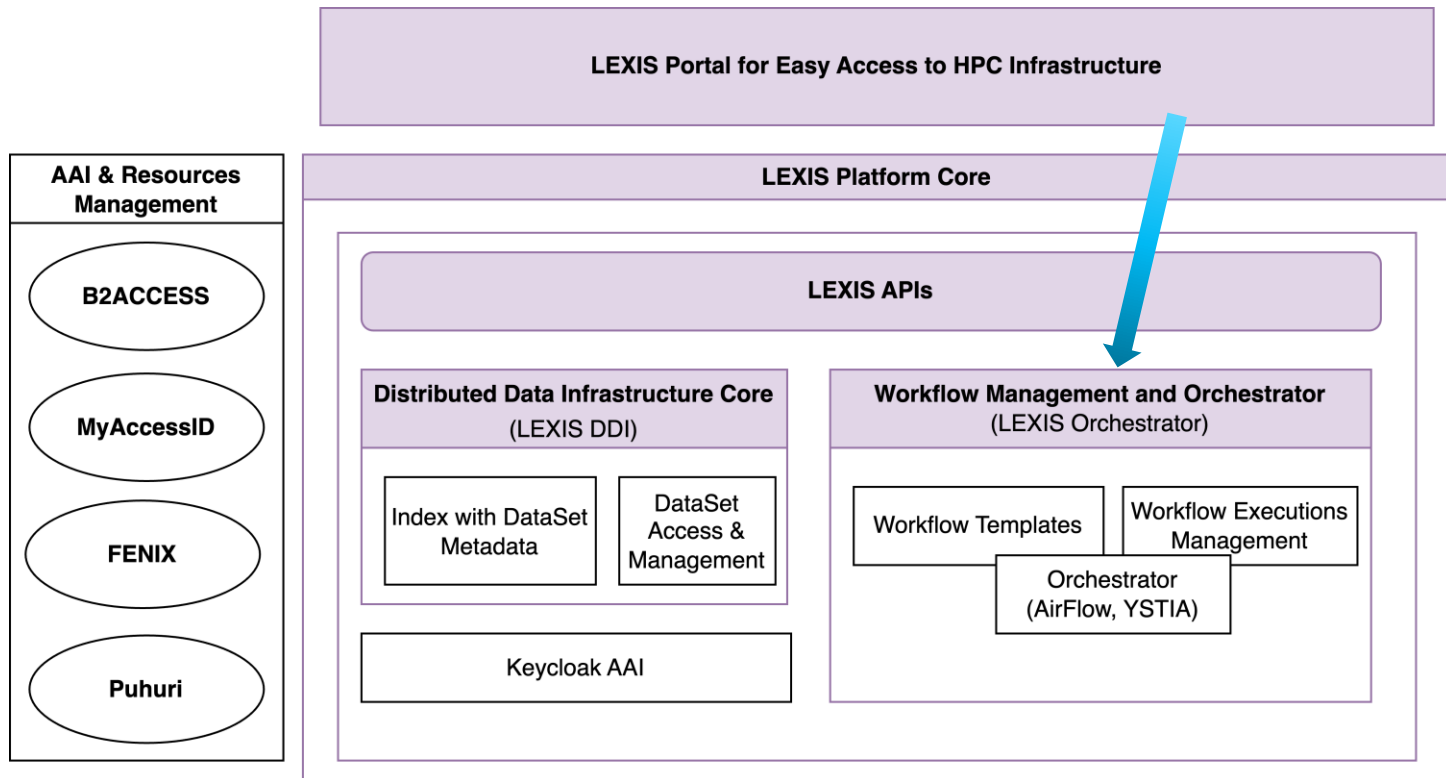 LEXIS Portal for Easy Access to HPC Infrastructure
AAI & Resources
Management
B2ACCESS
MyAccessID
FENIX
Puhuri
LEXIS Platform Core
LEXIS APIs
Distributed Data Infrastructure Core
(LEXIS DDI)
Index with DataSet
Metadata
DataSet
Access &
Management
Keycloak AAI
Workflow Management and Orchestrator
(LEXIS Orchestrator)
Workflow Templates
Workflow Executions
Management
Orchestrator
(AirFlow, YSTIA)